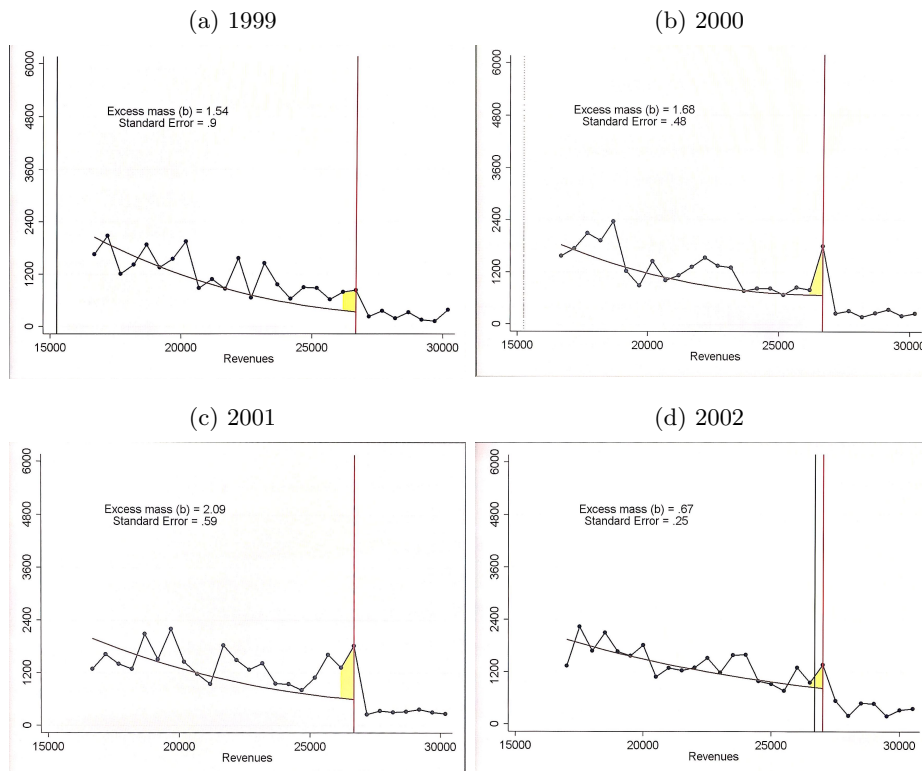 (a) 1999
6000
4800
3600
2400
1200
0
Excess mass (b) = 1.54
Standard Error = .9
15000 20000 25000 30000
Revenues
(b) 2000
6000
4800
3600
2400
1200
0
Excess mass (b) = 1.68
Standard Error = .48
15000 20000 25000 30000
Revenues
(c) 2001
6000
4800
3600
2400
1200
0
Excess mass (b) = 2.09
Standard Error = .59
15000 20000 25000 30000
Revenues
(d) 2002
6000
4800
3600
2400
1200
0
Excess mass (b) = .67
Standard Error = .25
15000 20000 25000 30000
Revenues